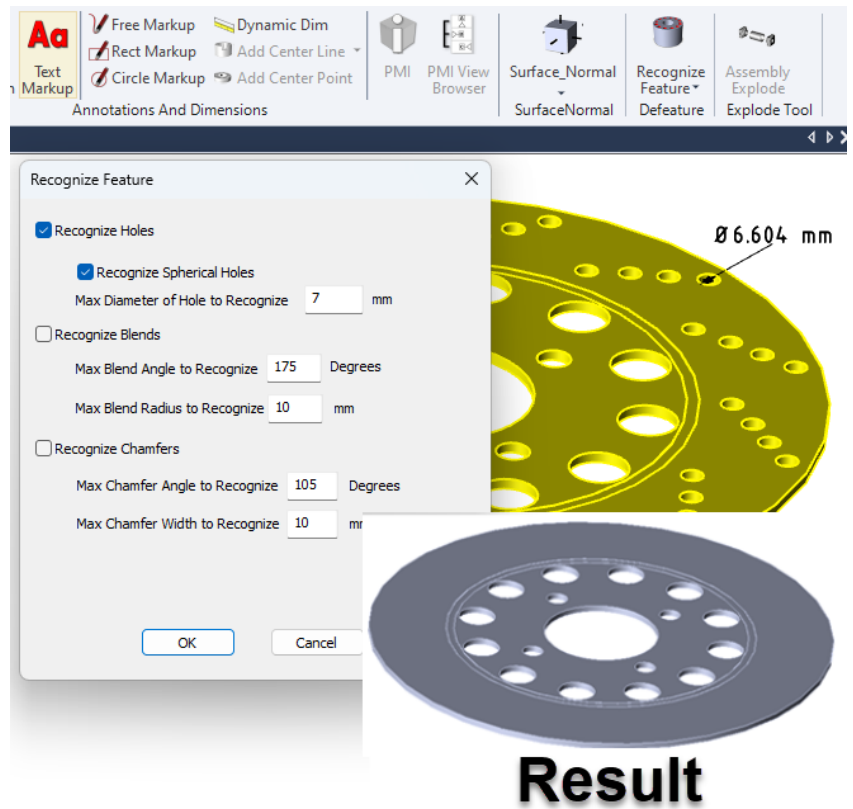 Aa
Text
Markup
Free Markup
Rect Markup
Circle Markup
Dynamic Dim
Add Center Line
Add Center Point
Annotations And Dimensions
PMI
PMI View
Browser
Surface_Normal
SurfaceNormal
Recognize
Feature
Defeature
Assembly
Explode
Explode Tool
Recognize Feature
Recognize Holes
Recognize Spherical Holes
Max Diameter of Hole to Recognize 7 mm
Recognize Blends
Max Blend Angle to Recognize 175 Degrees
Max Blend Radius to Recognize 10 mm
Recognize Chamfers
Max Chamfer Angle to Recognize 105 Degrees
Max Chamfer Width to Recognize 10
OK
Cancel
Ø 6.604 mm
Result